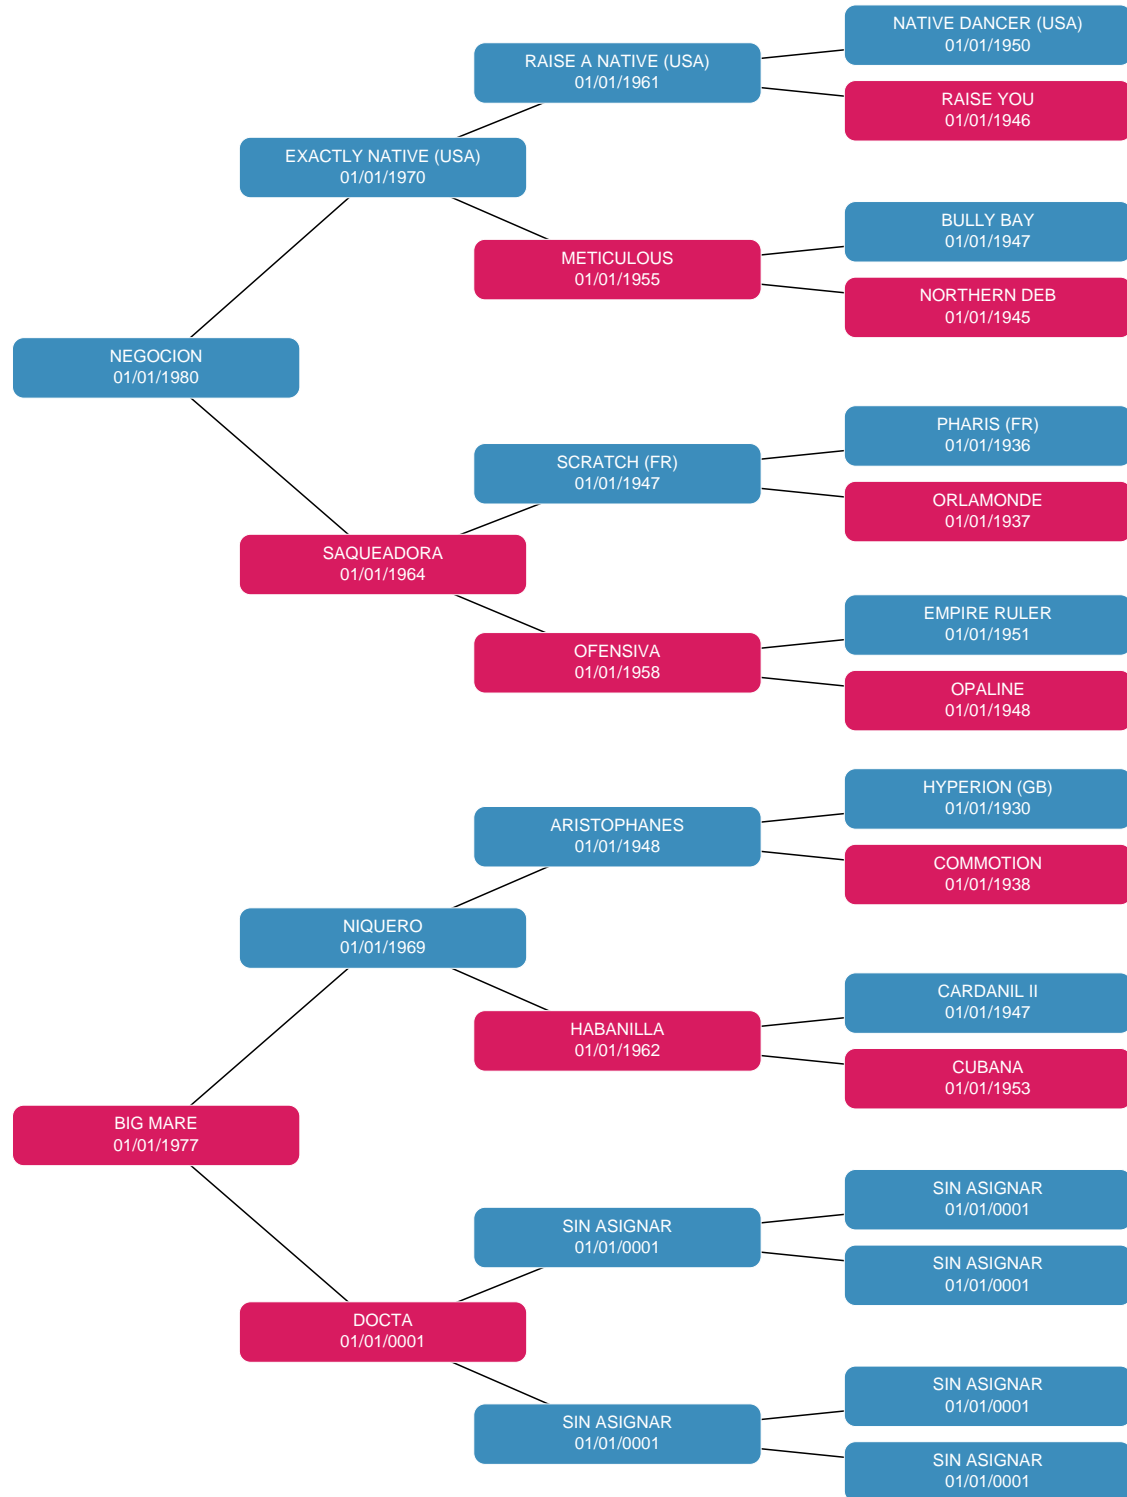 NATIVE DANCER (USA)
01/01/1950
RAISE A NATIVE (USA)
01/01/1961
RAISE YOU
01/01/1946
EXACTLY NATIVE (USA)
01/01/1970
BULLY BAY
01/01/1947
METICULOUS
01/01/1955
NORTHERN DEB
01/01/1945
NEGOCION
01/01/1980
PHARIS (FR)
01/01/1936
SCRATCH (FR)
01/01/1947
ORLAMONDE
01/01/1937
SAQUEADORA
01/01/1964
EMPIRE RULER
01/01/1951
OFENSIVA
01/01/1958
OPALINE
01/01/1948
HYPERION (GB)
01/01/1930
ARISTOPHANES
01/01/1948
COMMOTION
01/01/1938
NIQUERO
01/01/1969
CARDANIL II
01/01/1947
HABANILLA
01/01/1962
CUBANA
01/01/1953
BIG MARE
01/01/1977
SIN ASIGNAR
01/01/0001
SIN ASIGNAR
01/01/0001
SIN ASIGNAR
01/01/0001
DOCTA
01/01/0001
SIN ASIGNAR
01/01/0001
SIN ASIGNAR
01/01/0001
SIN ASIGNAR
01/01/0001